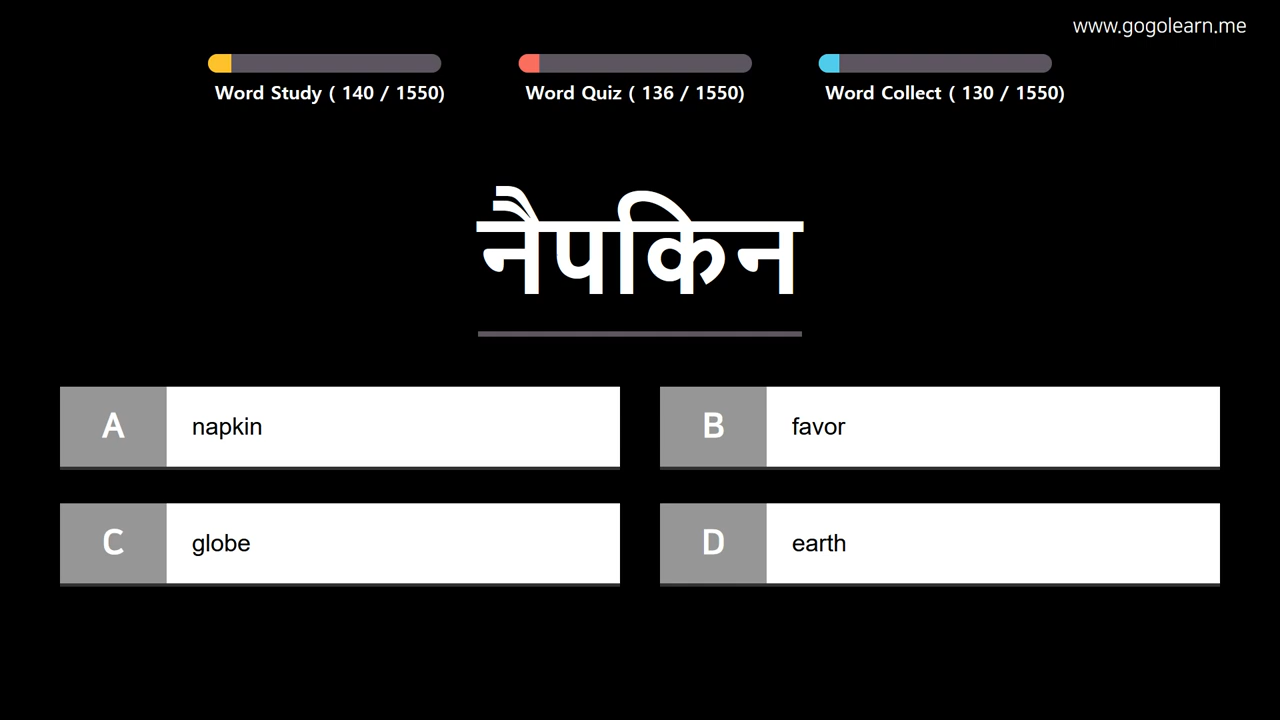 www.gogolearn.me
Word Study ( 140 / 1550)
Word Quiz ( 136 / 1550)
Word Collect ( 130 / 1550)
नैपकिन
A napkin
B favor
C globe
D earth